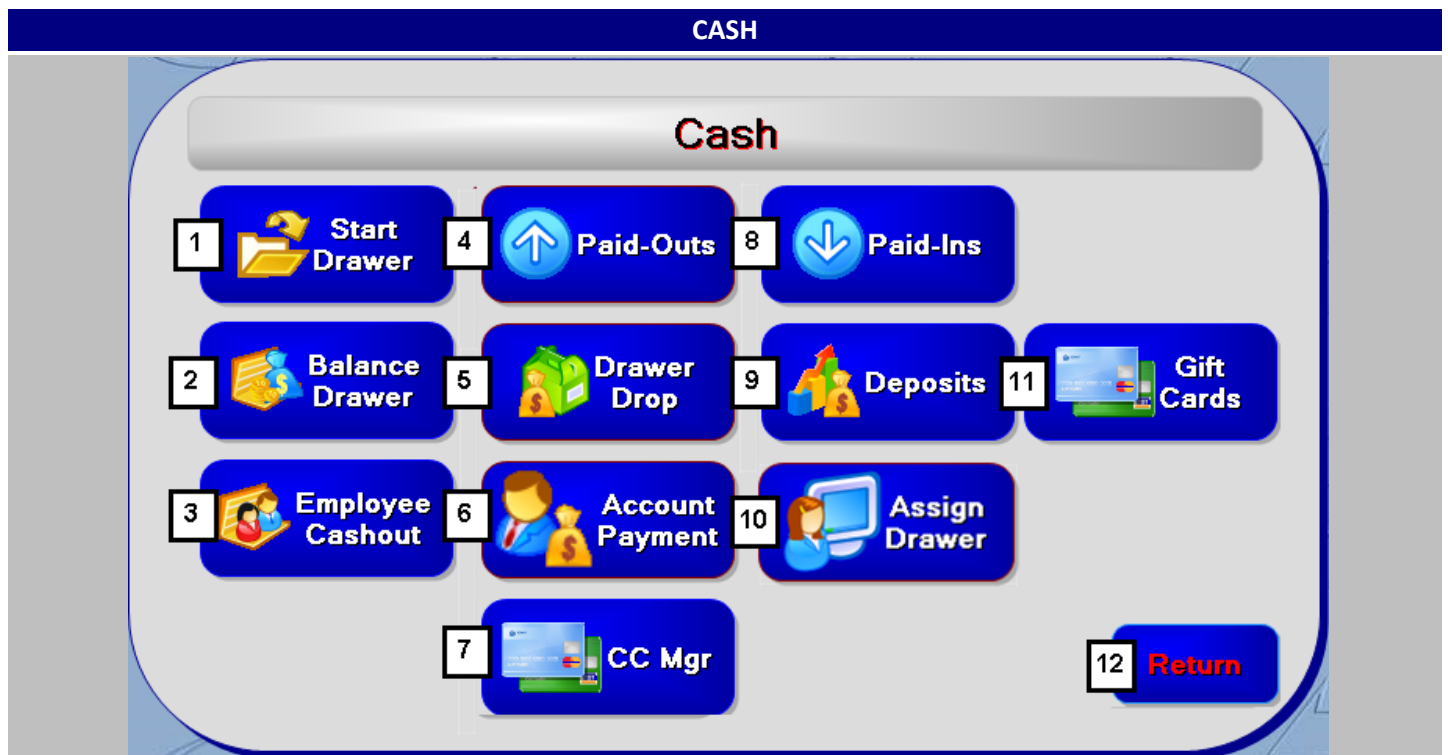 CASH
Cash
1
Start
Drawer
4
Paid-Outs
8
Paid-Ins
2
Balance
Drawer
5
Drawer
Drop
9
Deposits
11
Gift
Cards
3
Employee
Cashout
6
Account
Payment
10
Assign
Drawer
7
CC Mgr
12
Return